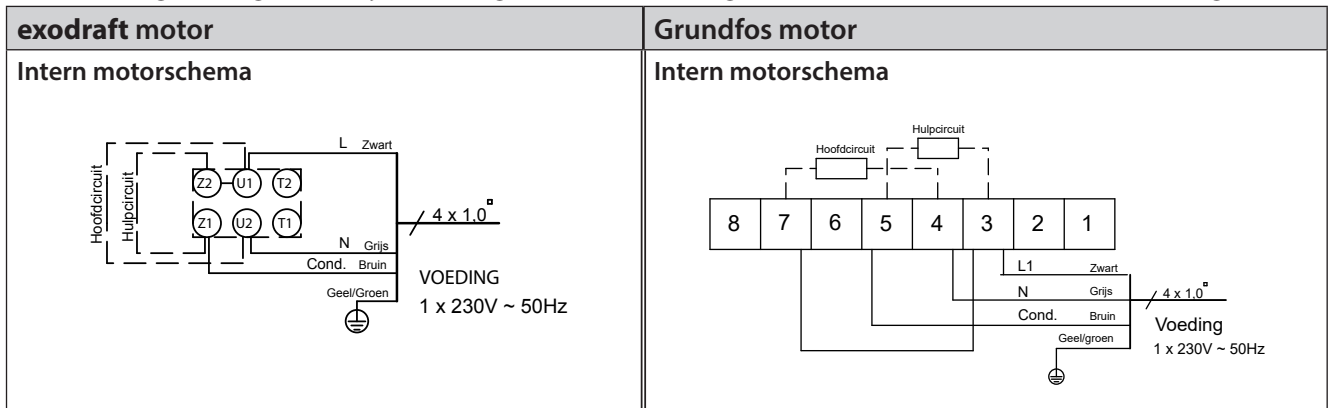 exodraft motor
Intern motorschema
L Zwart
Z2 U1 T2
Hoofdcircuit
Hulpcircuit
Z1 U2 T1
4 x 1,0
N Grijs
Cond. Bruin
VOEDING
Geel/Groen
1 x 230V ~ 50Hz
Grundfos motor
Intern motorschema
Hulpcircuit
Hoofdcircuit
8 7 6 5 4 3 2 1
L1 Zwart
N Grijs
4 x 1,0
Cond. Bruin
Voeding
Geel/groen
1 x 230V ~ 50Hz